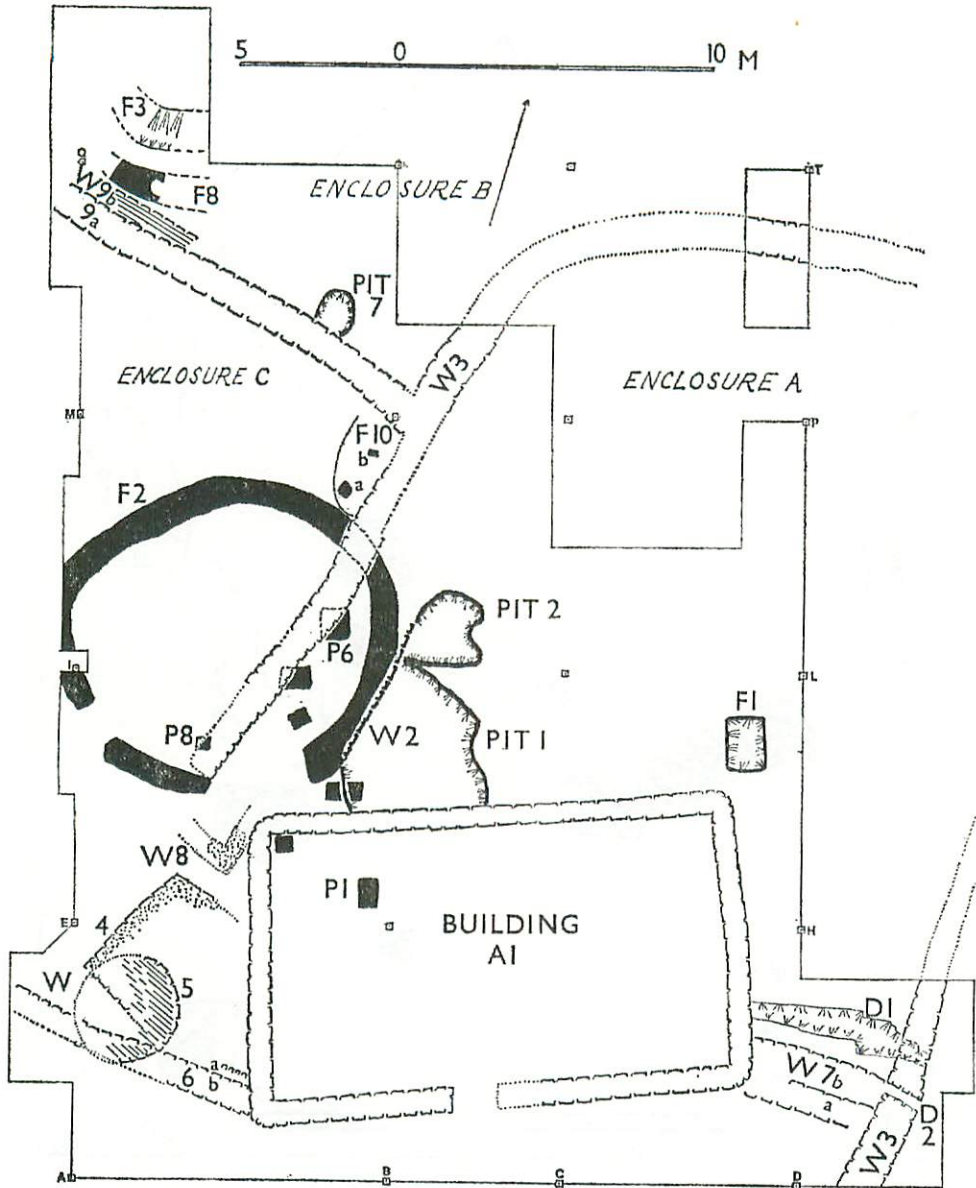 5 0 10 M
F3
W9b
9a
F8
ENCLOSURE B
T
PIT
7
ENCLOSURE C
W3
ENCLOSURE A
M
P
F10
b
a
F2
PIT 2
P6
I
L
F1
P8
W2
PIT 1
W8
P1
E
4
BUILDING
A1
H
W
5
D1
6
a
b
W7b
a
D
2
W3
A
B
C
D